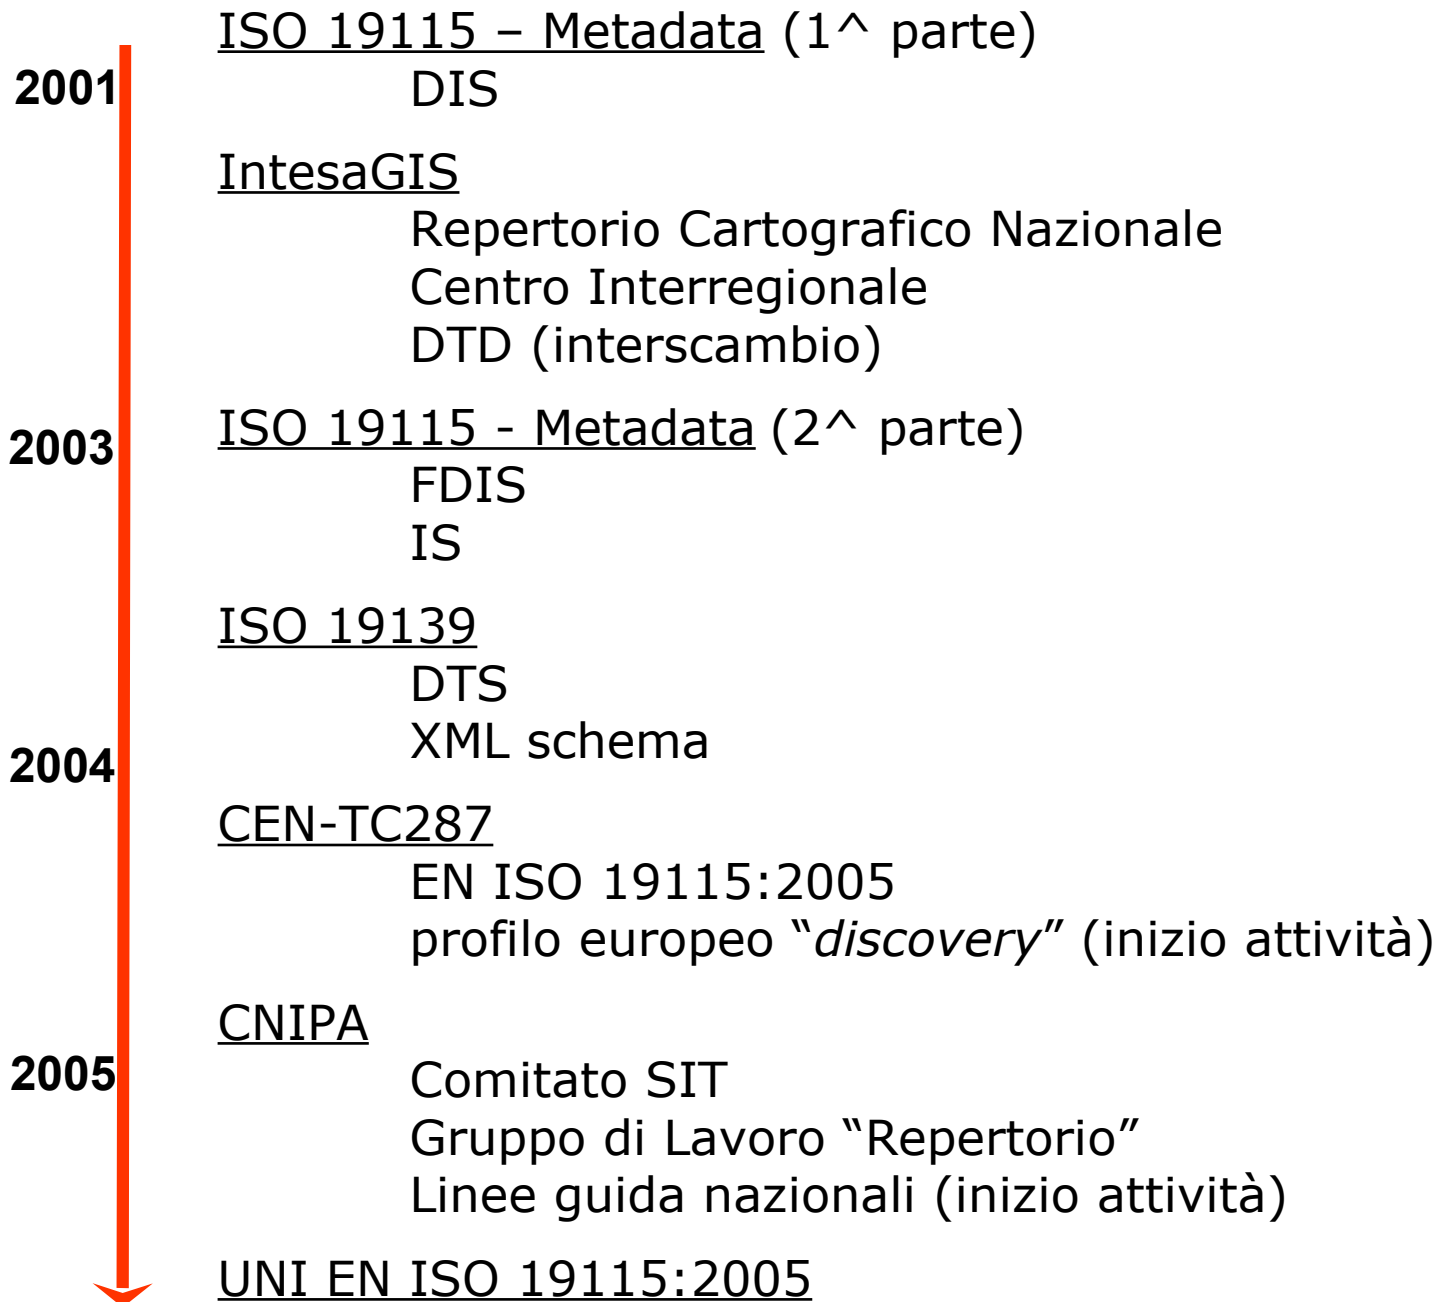 ISO 19115 – Metadata (1^ parte)
2001 DIS
IntesaGIS
Repertorio Cartografico Nazionale
Centro Interregionale
DTD (interscambio)
2003 ISO 19115 - Metadata (2^ parte)
FDIS
IS
ISO 19139
DTS
XML schema
2004
CEN-TC287
EN ISO 19115:2005
profilo europeo “discovery” (inizio attività)
CNIPA
2005 Comitato SIT
Gruppo di Lavoro “Repertorio”
Linee guida nazionali (inizio attività)
UNI EN ISO 19115:2005